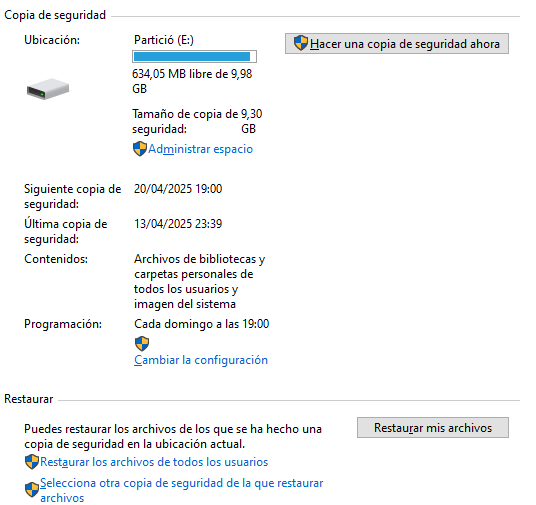 Copia de seguridad
Ubicación:
Partició (E:)
Hacer una copia de seguridad ahora
634,05 MB libre de 9,98
GB
Tamaño de copia de 9,30
seguridad: GB
Administrar espacio
Siguiente copia de 20/04/2025 19:00
seguridad:
Última copia de 13/04/2025 23:39
seguridad:
Contenidos: Archivos de bibliotecas y
carpetas personales de
todos los usuarios y
imagen del sistema
Programación: Cada domingo a las 19:00
Cambiar la configuración
Restaurar
Puedes restaurar los archivos de los que se ha hecho una
copia de seguridad en la ubicación actual.
Restaurar mis archivos
Restaurar los archivos de todos los usuarios
Selecciona otra copia de seguridad de la que restaurar
archivos